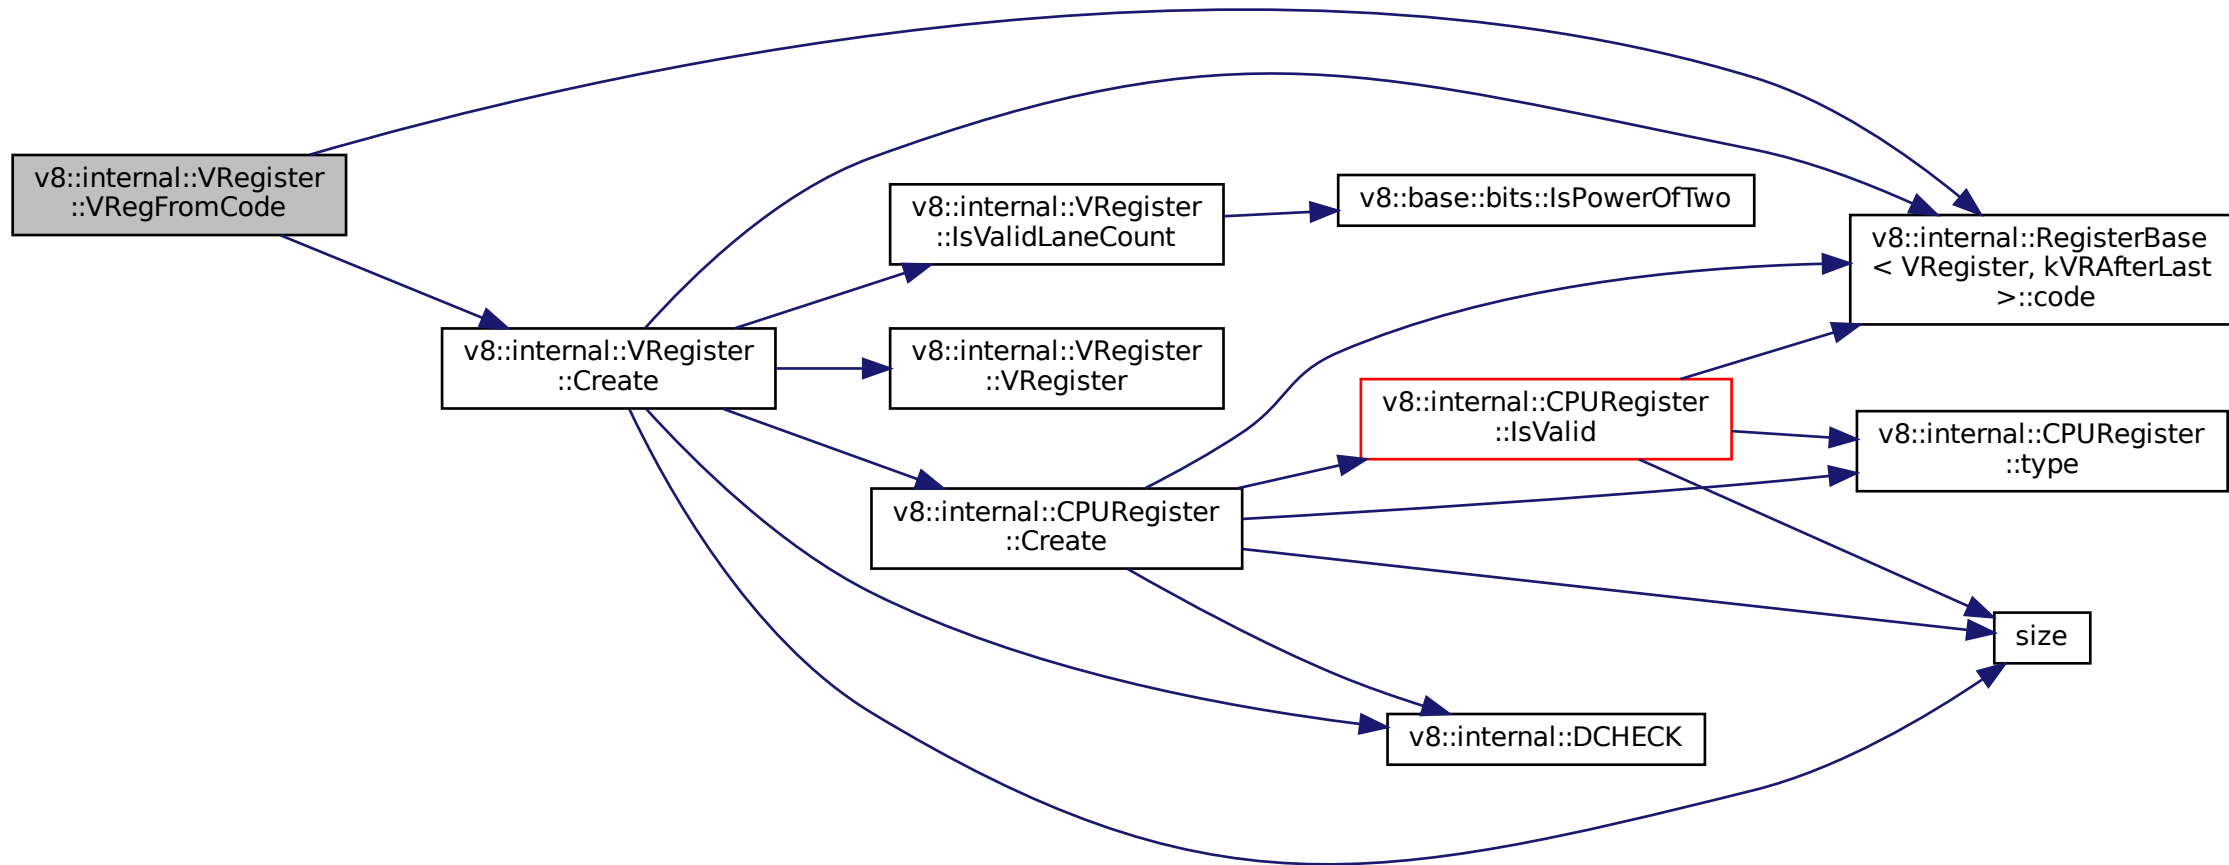 v8::internal::VRegister
::VRegFromCode
v8::internal::VRegister
::Create
v8::internal::VRegister
::IsValidLaneCount
v8::internal::VRegister
::VRegister
v8::internal::CPURegister
::Create
v8::base::bits::IsPowerOfTwo
v8::internal::CPURegister
::IsValid
v8::internal::DCHECK
v8::internal::RegisterBase
< VRegister, kVRAfterLast
>::code
v8::internal::CPURegister
::type
size